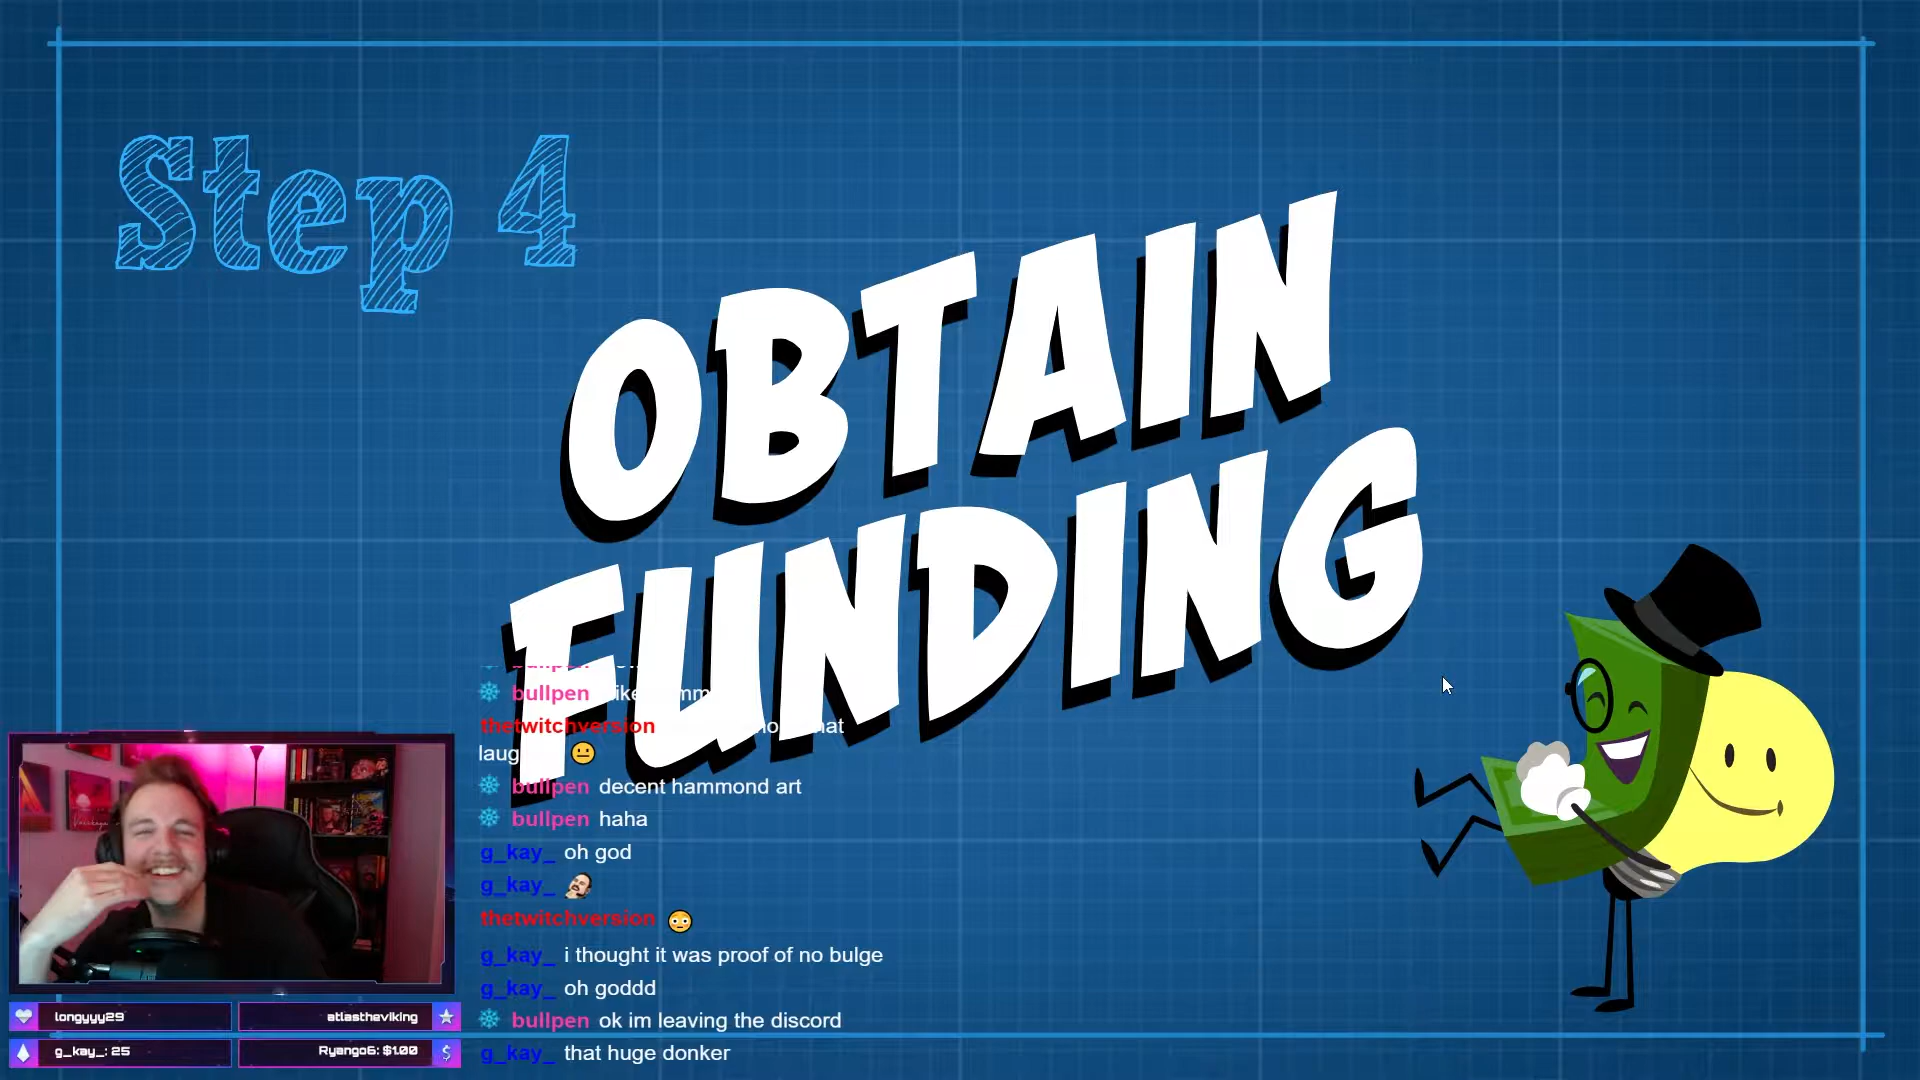 Step 4
OBTAIN
FUNDING
bullpen
thetwitchversion
laug
bullpen decent hammond art
bullpen haha
g_kay_ oh god
g_kay_
thetwitchversion
g_kay_ i thought it was proof of no bulge
g_kay_ oh goddd
bullpen ok im leaving the discord
g_kay_ that huge donker
longyyy29
atlastheviking
g_kay_: 25
Ryango6: $1.00